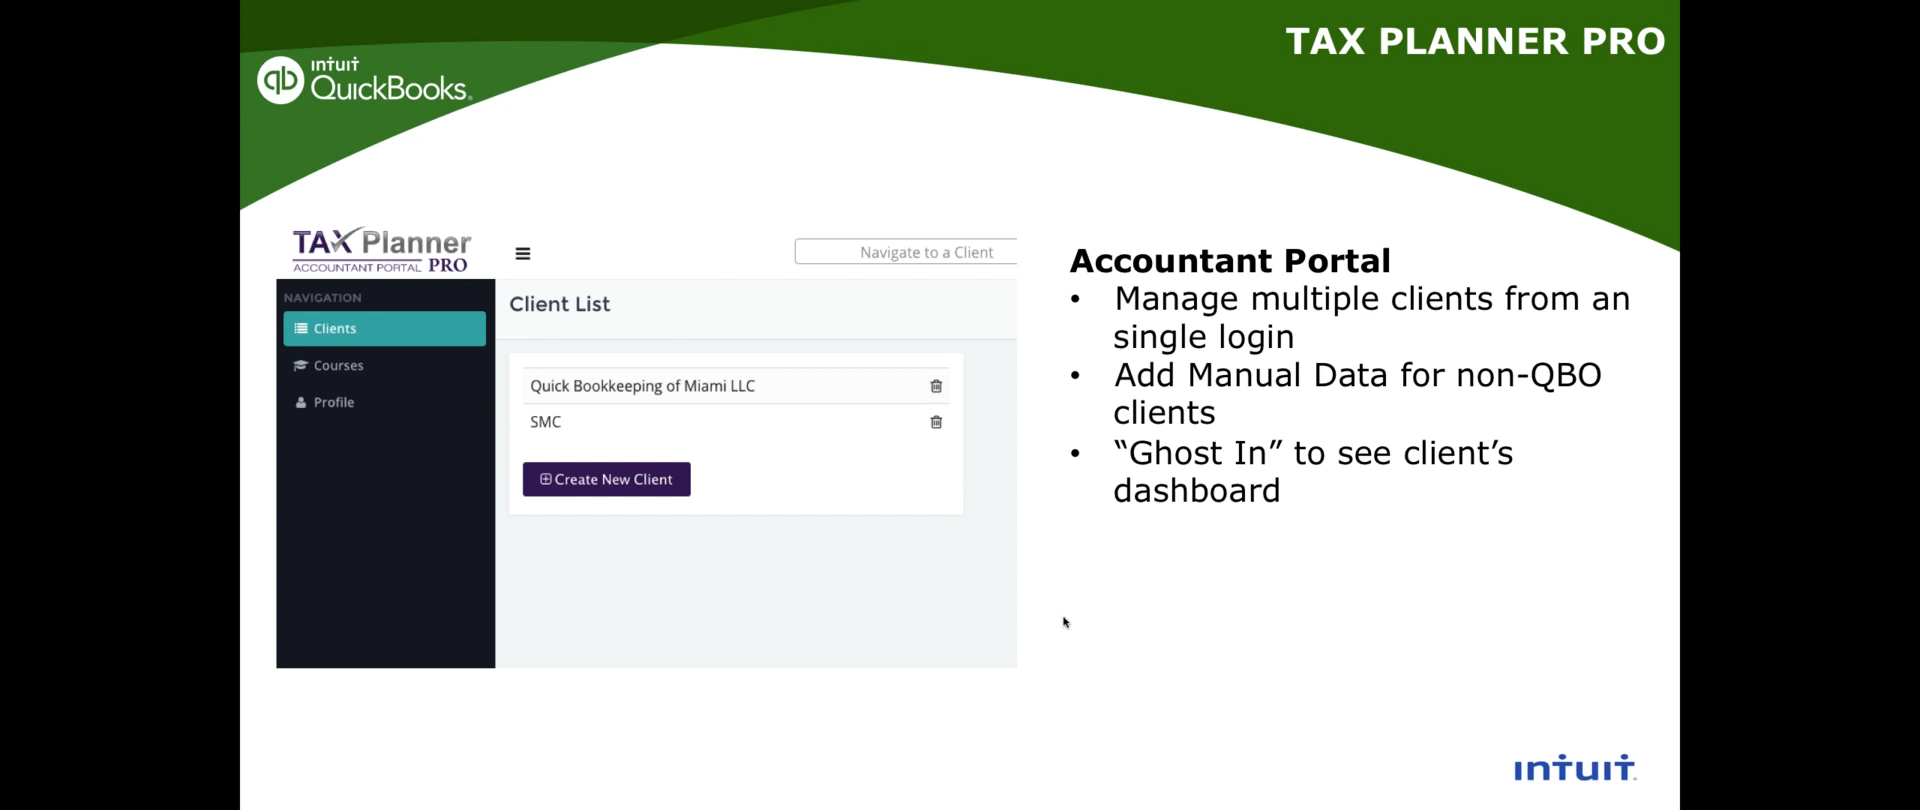 TAX PLANNER PRO
ıntuıt
QuickBooks.
TAX Planner
ACCOUNTANT PORTAL PRO
Navigate to a Client
NAVIGATION
Clients
Courses
Profile
Client List
Quick Bookkeeping of Miami LLC
SMC
Create New Client
Accountant Portal
• Manage multiple clients from an
single login
• Add Manual Data for non-QBO
clients
• “Ghost In” to see client’s
dashboard
ıntuıt.